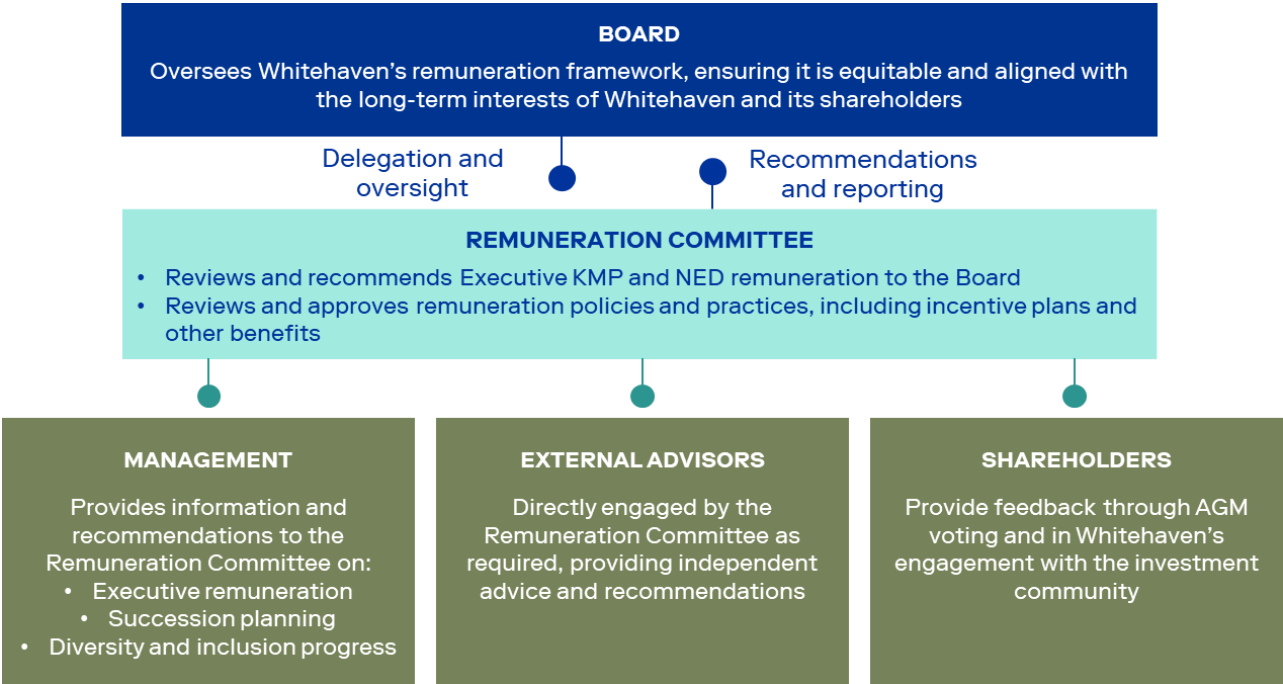 BOARD
Oversees Whitehaven's remuneration framework, ensuring it is equitable and aligned with
the long-term interests of Whitehaven and its shareholders
Delegation and
oversight
Recommendations
and reporting
REMUNERATION COMMITTEE
• Reviews and recommends Executive KMP and NED remuneration to the Board
• Reviews and approves remuneration policies and practices, including incentive plans and
other benefits
MANAGEMENT
Provides information and
recommendations to the
Remuneration Committee on:
• Executive remuneration
• Succession planning
• Diversity and inclusion progress
EXTERNAL ADVISORS
Directly engaged by the
Remuneration Committee as
required, providing independent
advice and recommendations
SHAREHOLDERS
Provide feedback through AGM
voting and in Whitehaven's
engagement with the investment
community